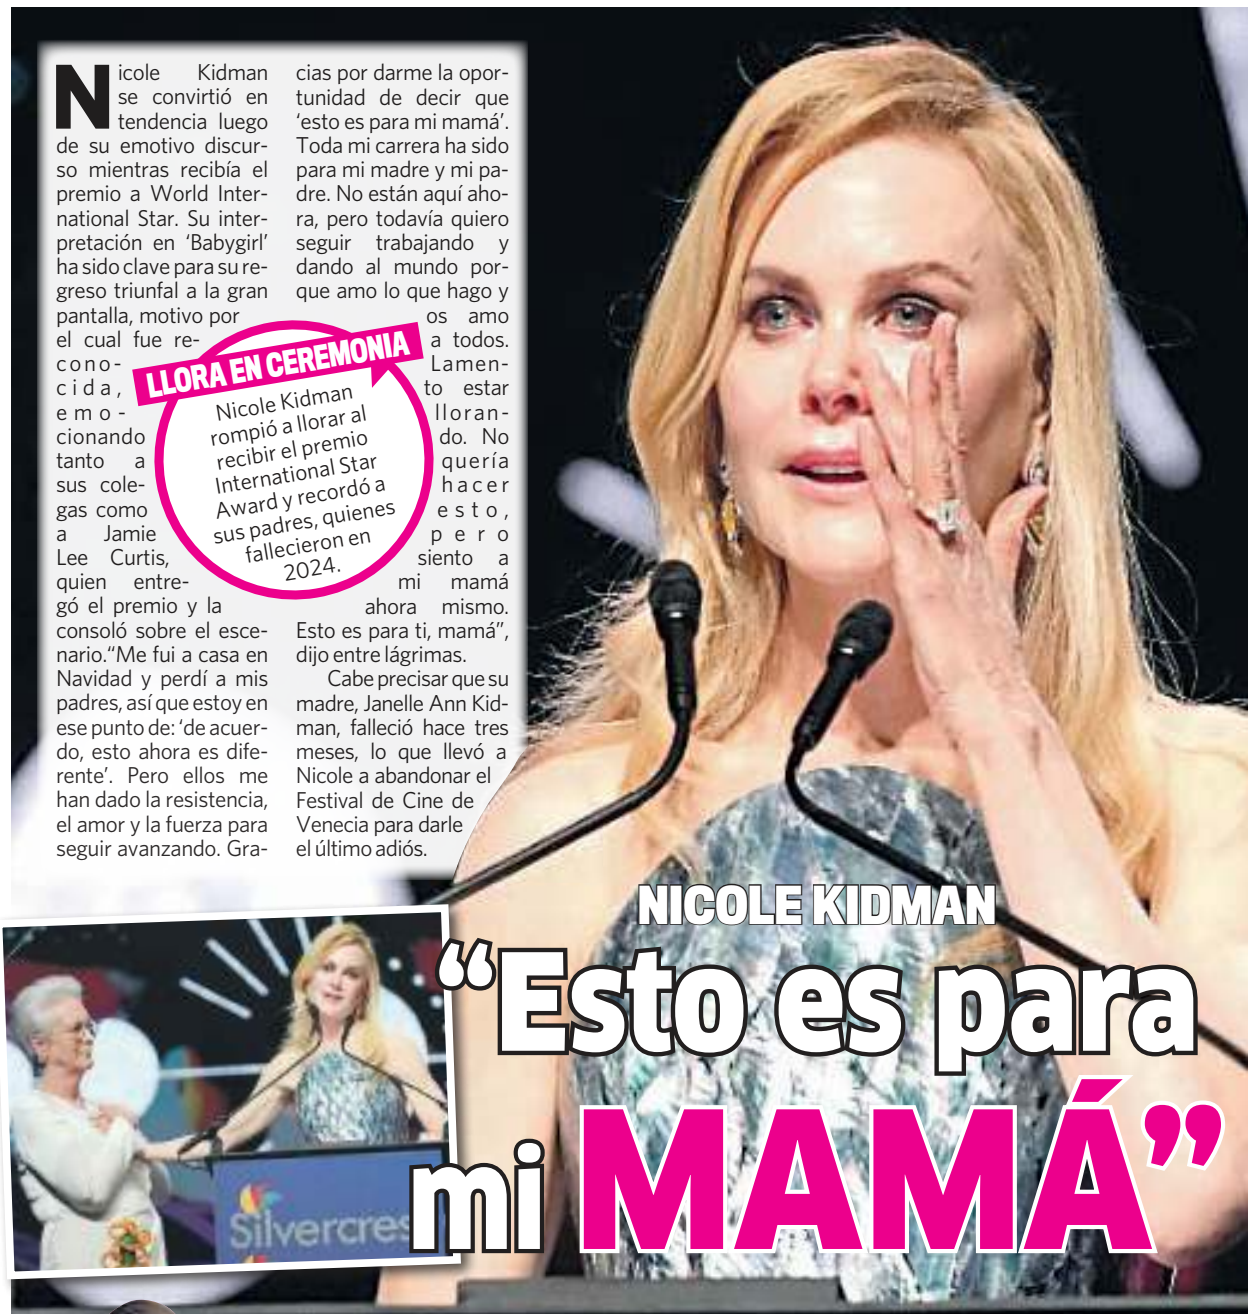 Nicole Kidman
se convirtió en
tendencia luego
de su emotivo discur-
so mientras recibía el
premio a World Inter-
national Star. Su inter-
pretación en ‘Babygirl’
ha sido clave para su re-
greso triunfal a la gran
pantalla, motivo por
el cual fue re-
cono-
cida,
emo-
cionando
tanto a
sus cole-
gas como
a Jamie
Lee Curtis,
quien entre-
gó el premio y la
consoló sobre el esce-
nario.“Me fui a casa en
Navidad y perdí a mis
padres, así que estoy en
ese punto de: ‘de acuer-
do, esto ahora es dife-
rente’. Pero ellos me
han dado la resistencia,
el amor y la fuerza para
seguir avanzando. Gra-
cias por darme la opor-
tunidad de decir que
‘esto es para mi mamá’.
Toda mi carrera ha sido
para mi madre y mi pa-
dre. No están aquí aho-
ra, pero todavía quiero
seguir trabajando y
dando al mundo por-
que amo lo que hago y
os amo
a todos.
Lamen-
to estar
lloran-
do. No
quería
hacer
esto,
pero
siento a
mi mamá
ahora mismo.
Esto es para ti, mamá”,
dijo entre lágrimas.
Cabe precisar que su
madre, Janelle Ann Kid-
man, falleció hace tres
meses, lo que llevó a
Nicole a abandonar el
Festival de Cine de
Venecia para darle
el último adiós.
LLORA EN CEREMONIA
Nicole Kidman
rompió a llorar al
recibir el premio
International Star
Award y recordó a
sus padres, quienes
fallecieron en
2024.
NICOLE KIDMAN
“Esto es para
mi MAMÁ”
Silvercres